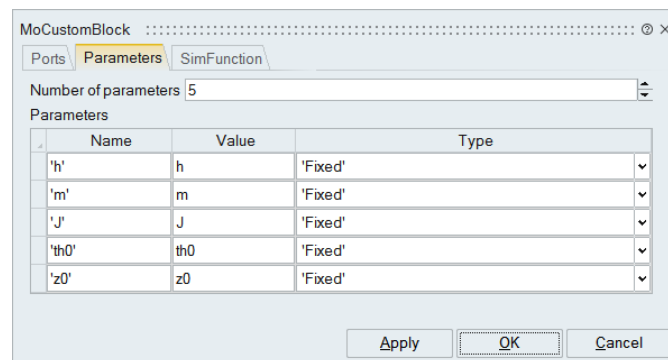 MoCustomBlock
Ports Parameters SimFunction
Number of parameters 5
Parameters
Name Value Type
'h' h 'Fixed'
'm' m 'Fixed'
'J' J 'Fixed'
'th0' th0 'Fixed'
'z0' z0 'Fixed'
Apply OK Cancel